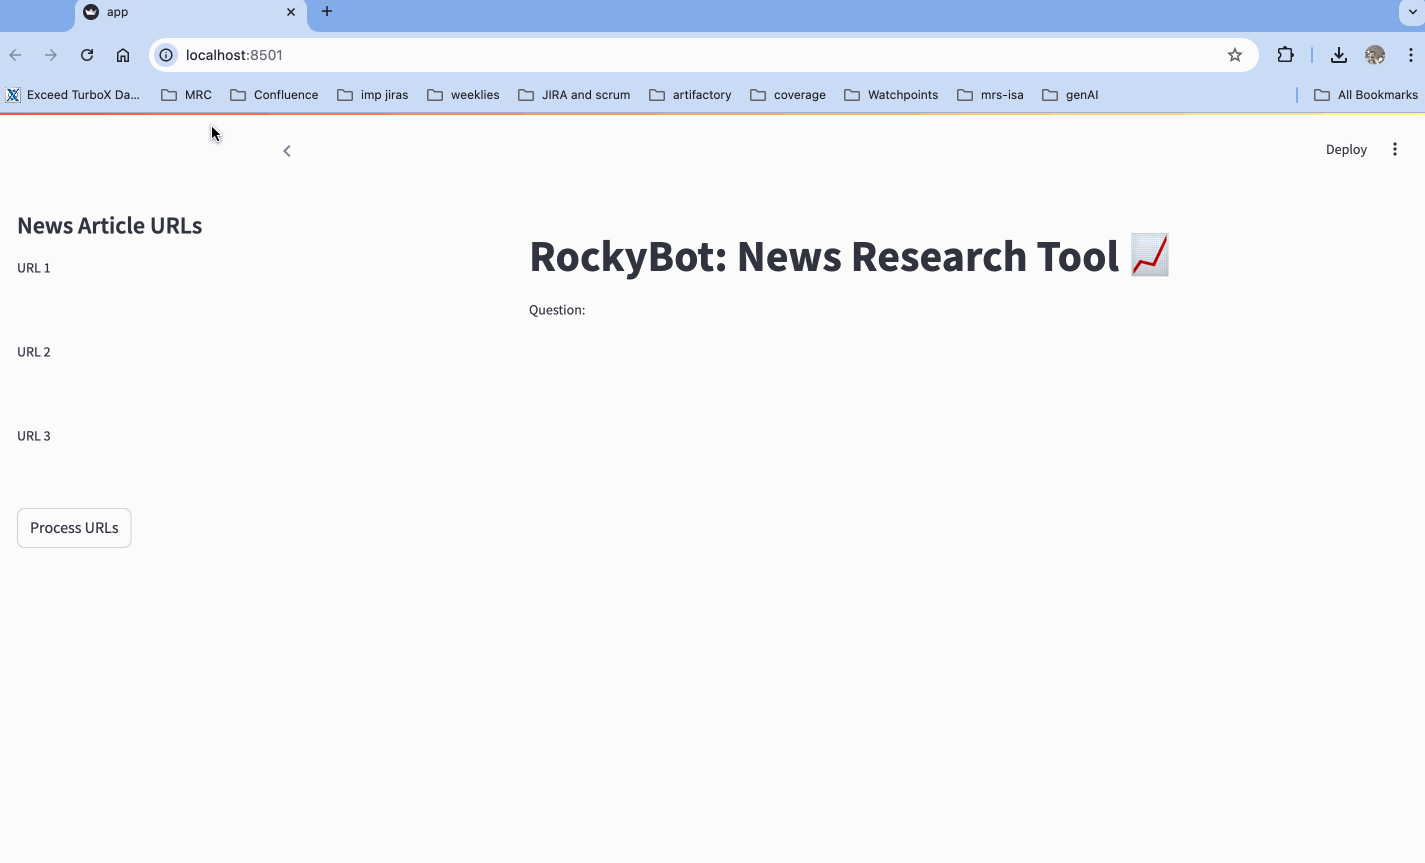 app
localhost:8501
Exceed TurboX Da... MRC Confluence imp jiras weeklies JIRA and scrum artifactory coverage Watchpoints mrs-isa genAI All Bookmarks
Deploy
News Article URLs
URL 1
URL 2
URL 3
Process URLs
RockyBot: News Research Tool 📈
Question: